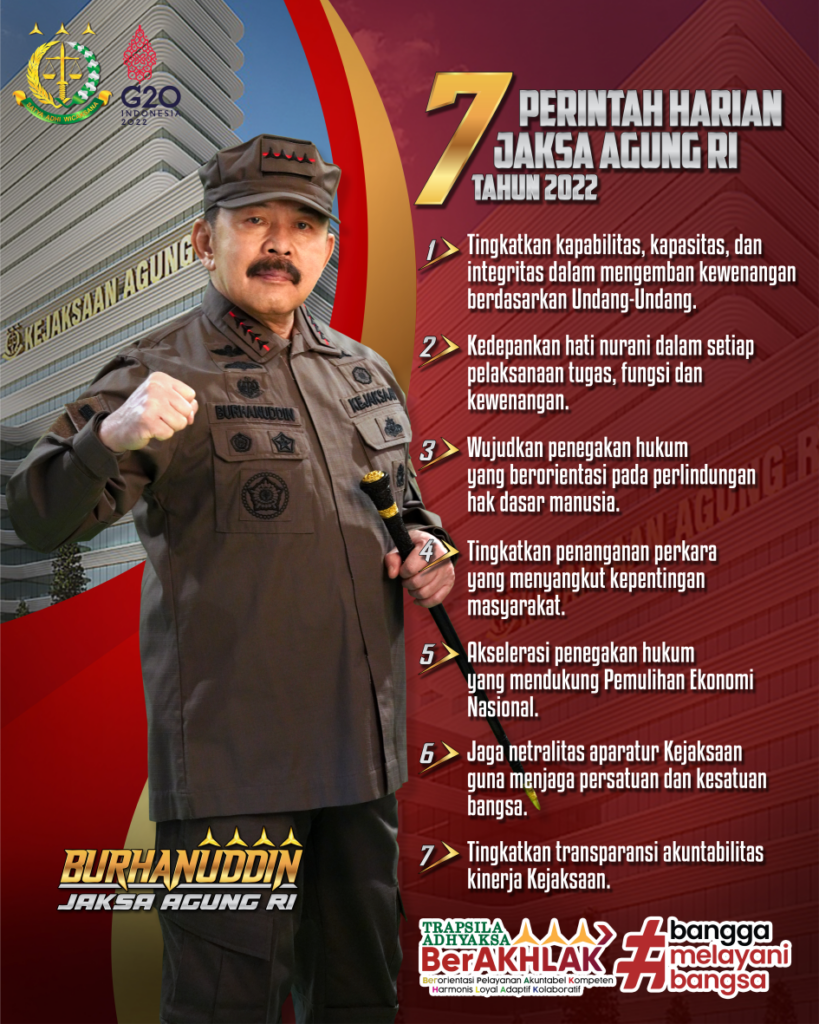 SATYA ADHI WICAKSANA
G20
INDONESIA
2022
7 PERINTAH HARIAN
JAKSA AGUNG RI
TAHUN 2022
KEJAKSAAN AGUNG
1 Tingkatkan kapabilitas, kapasitas, dan
integritas dalam mengemban kewenangan
berdasarkan Undang-Undang.
2 Kedepankan hati nurani dalam setiap
pelaksanaan tugas, fungsi dan
kewenangan.
BURHANUDDIN
KEJAKSAAN
3 Wujudkan penegakan hukum
yang berorientasi pada perlindungan
hak dasar manusia.
KEJAKSAAN AGUNG R
4 Tingkatkan penanganan perkara
yang menyangkut kepentingan
masyarakat.
5 Akselerasi penegakan hukum
yang mendukung Pemulihan Ekonomi
Nasional.
6 Jaga netralitas aparatur Kejaksaan
guna menjaga persatuan dan kesatuan
bangsa.
7 Tingkatkan transparansi akuntabilitas
kinerja Kejaksaan.
BURHANUDDIN
JAKSA AGUNG RI
TRAPSILA
ADHYAKSA
BerAKHLAK
Berorientasi Pelayanan Akuntabel Kompeten
Harmonis Loyal Adaptif Kolaboratif
#bangga
melayani
bangsa